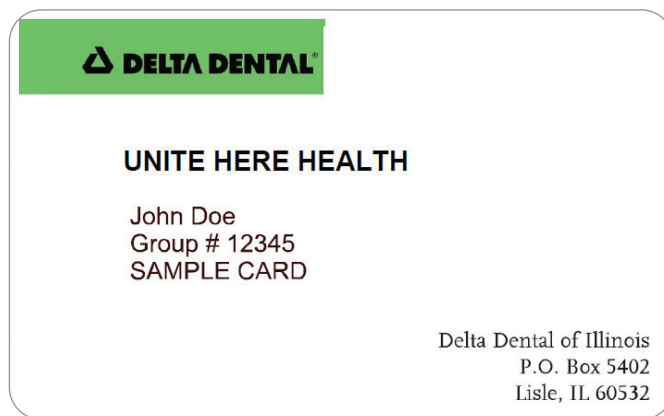 DELTA DENTAL®
UNITE HERE HEALTH
John Doe
Group # 12345
SAMPLE CARD
Delta Dental of Illinois
P.O. Box 5402
Lisle, IL 60532